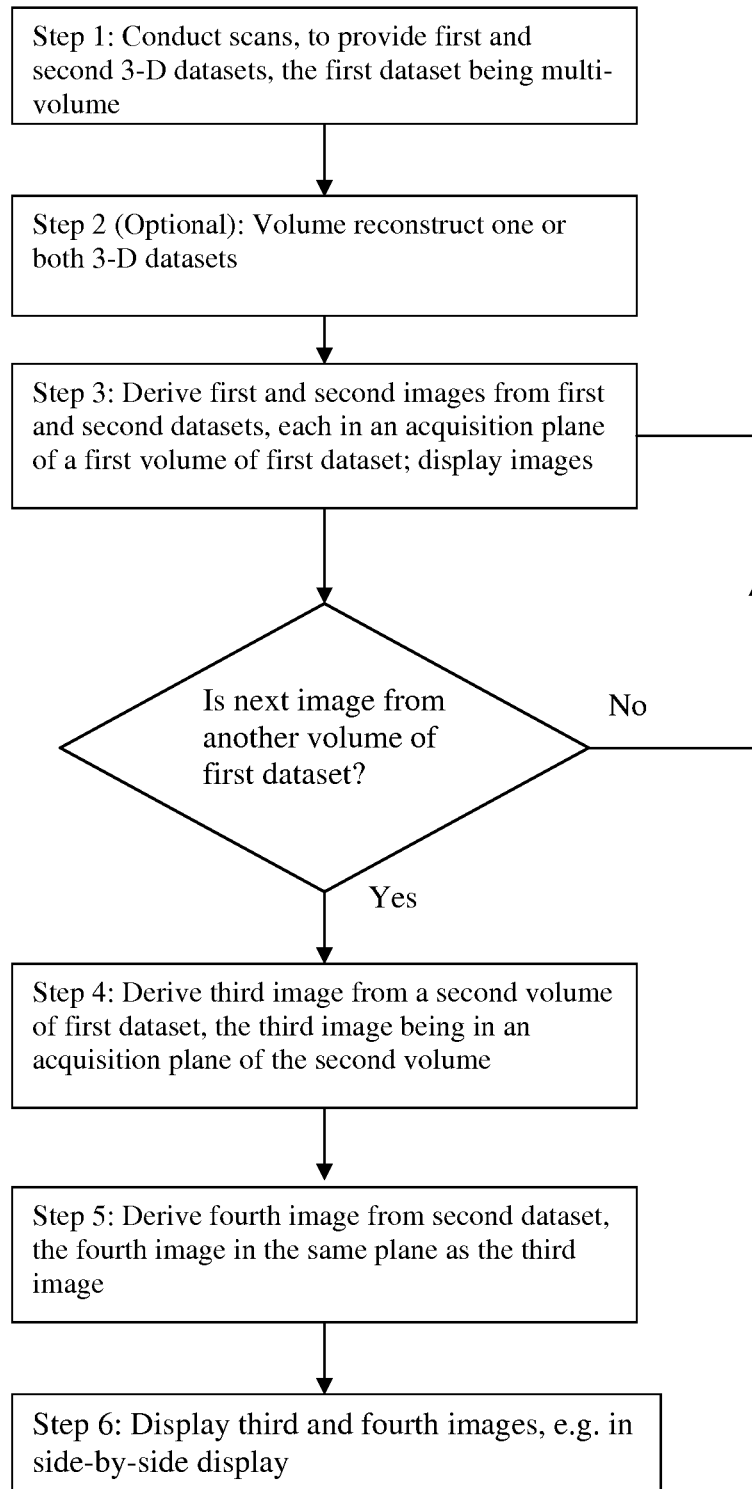 Step 1: Conduct scans, to provide first and
second 3-D datasets, the first dataset being multi-
volume
Step 2 (Optional): Volume reconstruct one or
both 3-D datasets
Step 3: Derive first and second images from first
and second datasets, each in an acquisition plane
of a first volume of first dataset; display images
Is next image from
another volume of
first dataset?
No
Yes
Step 4: Derive third image from a second volume
of first dataset, the third image being in an
acquisition plane of the second volume
Step 5: Derive fourth image from second dataset,
the fourth image in the same plane as the third
image
Step 6: Display third and fourth images, e.g. in
side-by-side display